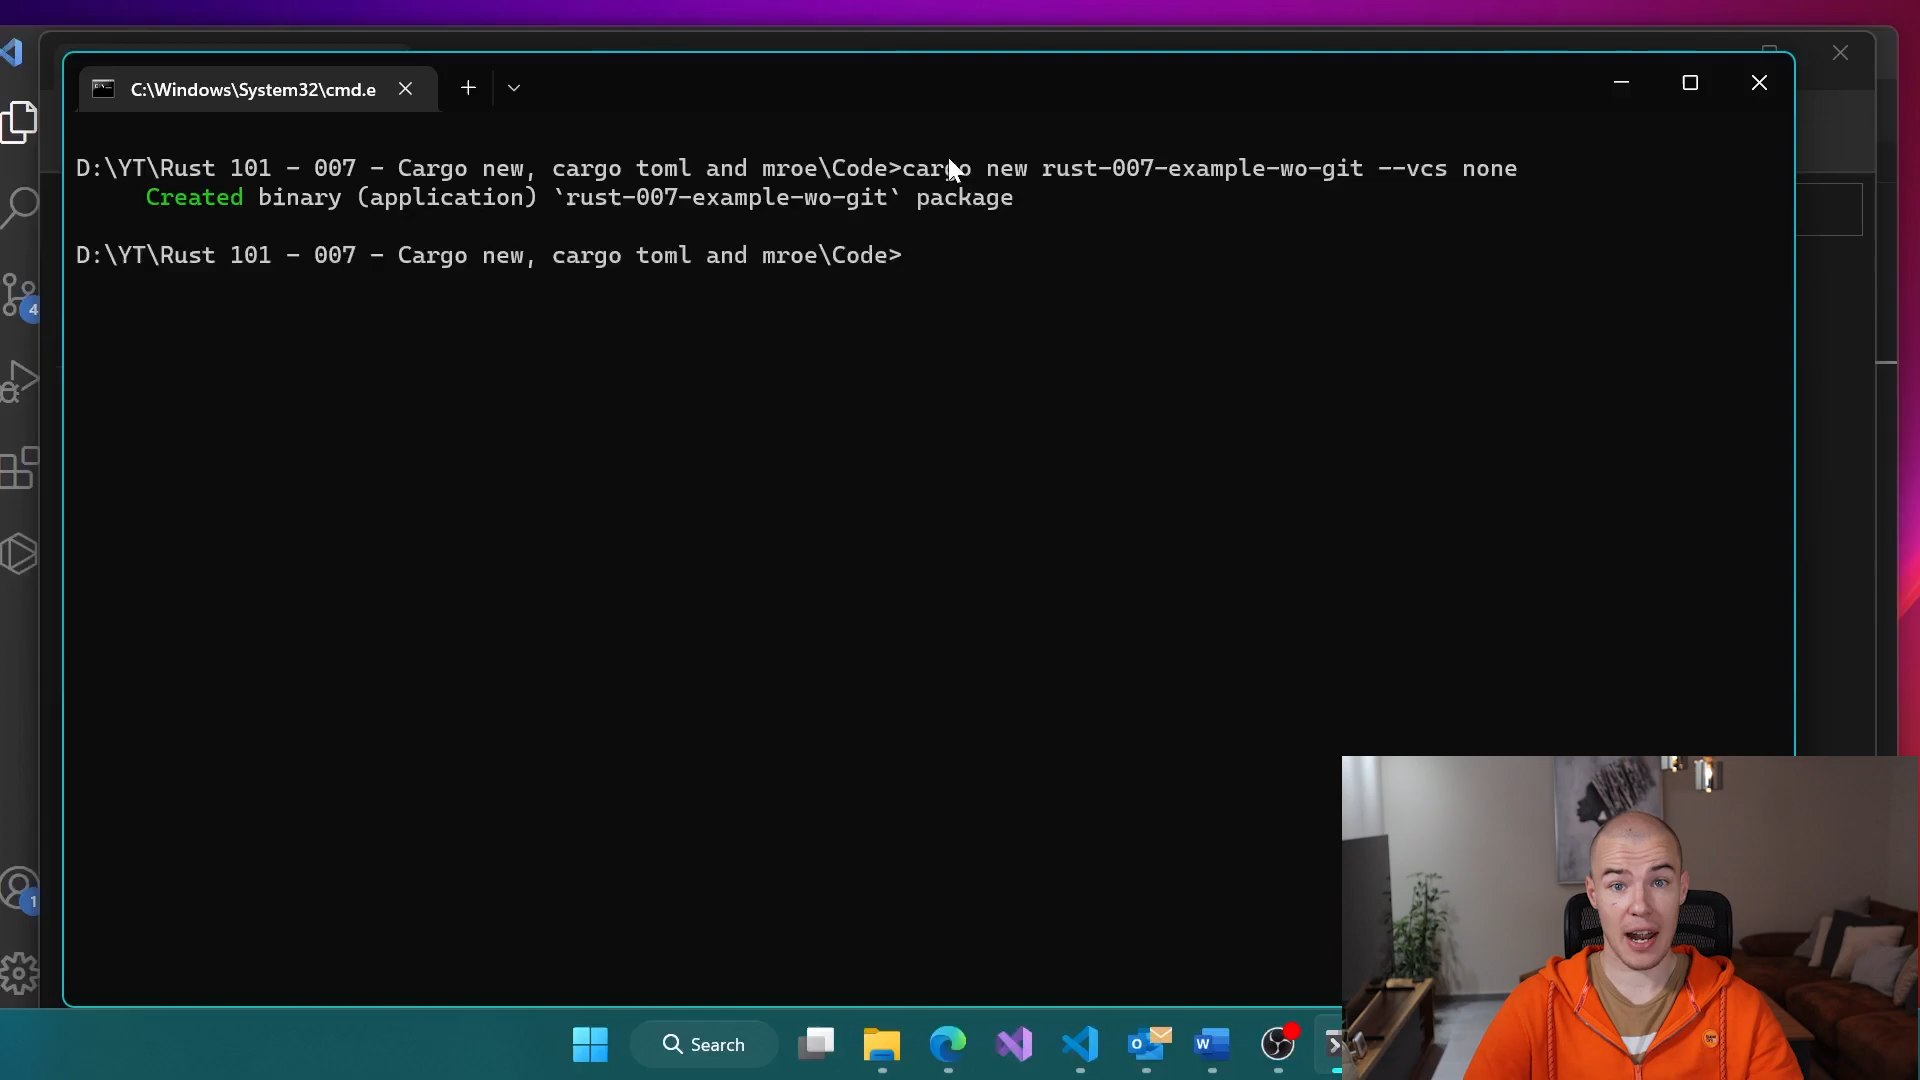 C:\Windows\System32\cmd.e
D:\YT\Rust 101 - 007 - Cargo new, cargo toml and mroe\Code>cargo new rust-007-example-wo-git --vcs none
Created binary (application) `rust-007-example-wo-git` package
D:\YT\Rust 101 - 007 - Cargo new, cargo toml and mroe\Code>
4
1
Search